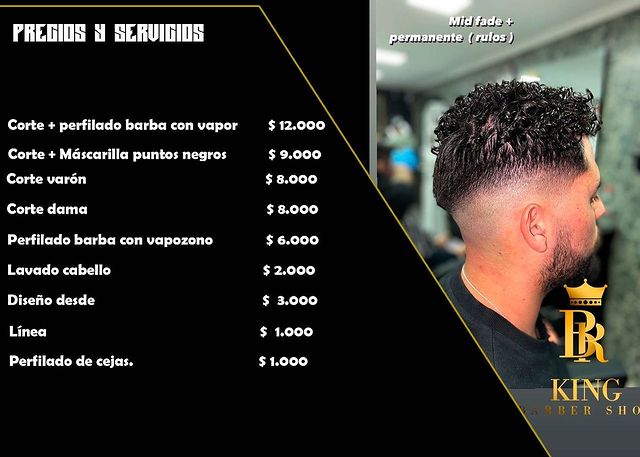 PRECIOS Y SERVICIOS
Mid fade +
permanente ( rulos )
Corte + perfilado barba con vapor $ 12.000
Corte + Máscarilla puntos negros $ 9.000
Corte varón $ 8.000
Corte dama $ 8.000
Perfilado barba con vapozono $ 6.000
Lavado cabello $ 2.000
Diseño desde $ 3.000
Línea $ 1.000
Perfilado de cejas. $ 1.000
BR
KING
BARBER SHO